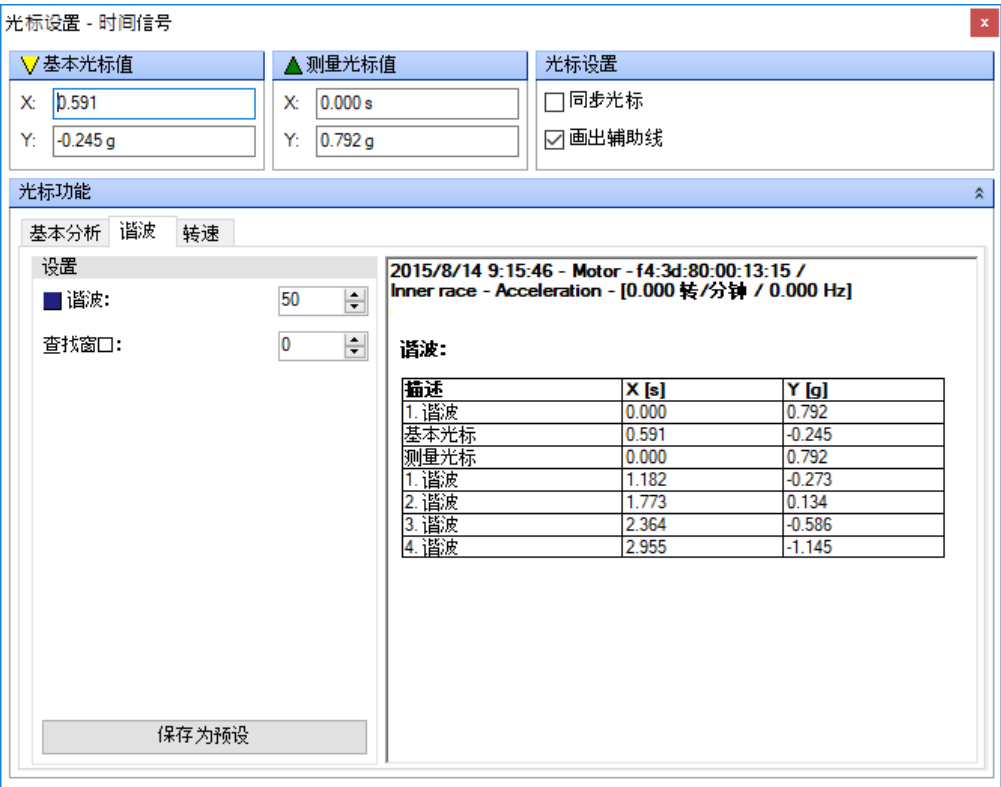 光标设置 - 时间信号
x
基本光标值
X: 0.591
Y: -0.245 g
测量光标值
X: 0.000 s
Y: 0.792 g
光标设置
同步光标
画出辅助线
光标功能
基本分析 谐波 转速
设置
谐波: 50
查找窗口: 0
保存为预设
2015/8/14 9:15:46 - Motor - f4:3d:80:00:13:15 /
Inner race - Acceleration - [0.000 转/分钟 / 0.000 Hz]
谐波:
描述 X [s] Y [g]
1. 谐波 0.000 0.792
基本光标 0.591 -0.245
测量光标 0.000 0.792
1. 谐波 1.182 -0.273
2. 谐波 1.773 0.134
3. 谐波 2.364 -0.586
4. 谐波 2.955 -1.145